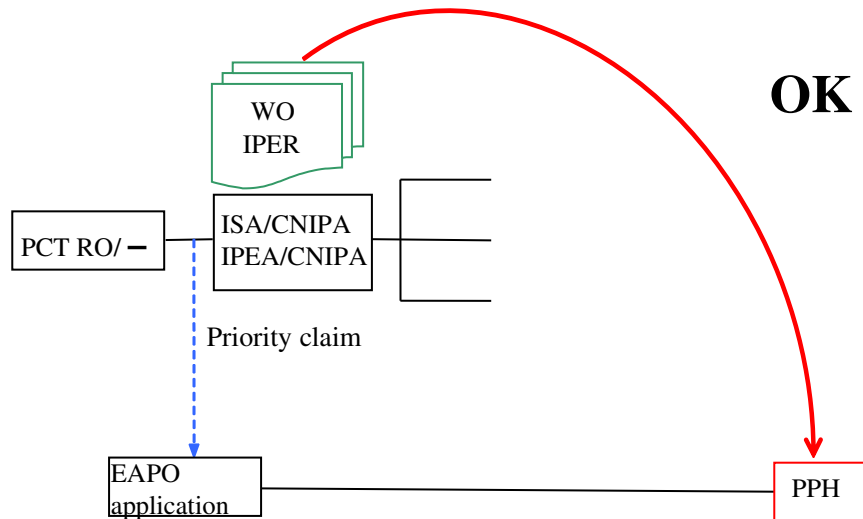 OK
WO
IPER
PCT RO/ –
ISA/CNIPA
IPEA/CNIPA
Priority claim
EAPO
application
PPH